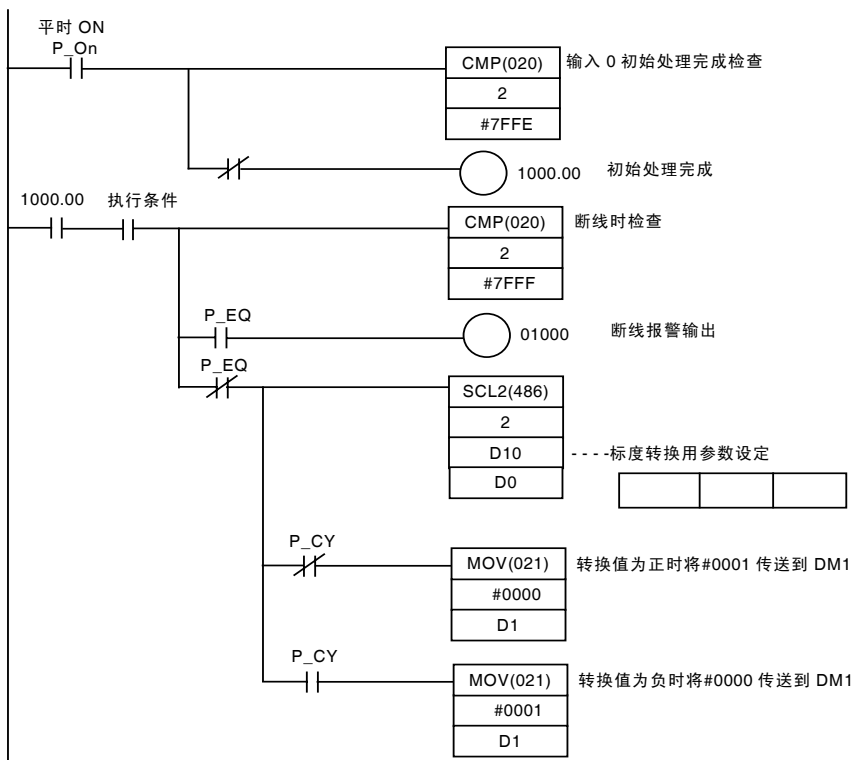 平时 ON
P_On
CMP(020) 输入 0 初始处理完成检查
2
#7FFE
1000.00 初始处理完成
1000.00 执行条件
CMP(020) 断线时检查
2
#7FFF
P_EQ
01000 断线报警输出
P_EQ
SCL2(486)
2
D10 ----标度转换用参数设定
D0
P_CY
MOV(021) 转换值为正时将#0001 传送到 DM1
#0000
D1
P_CY
MOV(021) 转换值为负时将#0000 传送到 DM1
#0001
D1